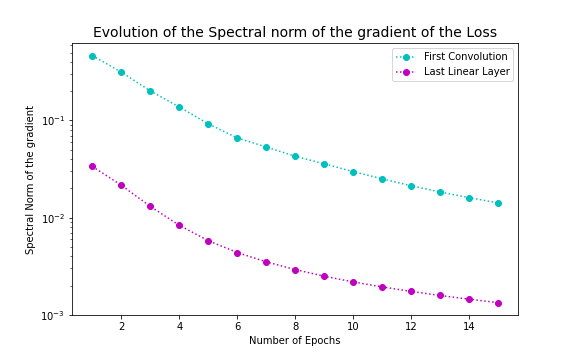 Evolution of the Spectral norm of the gradient of the Loss
First Convolution
Last Linear Layer
Spectral Norm of the gradient
10⁻¹
10⁻²
10⁻³
2 4 6 8 10 12 14
Number of Epochs